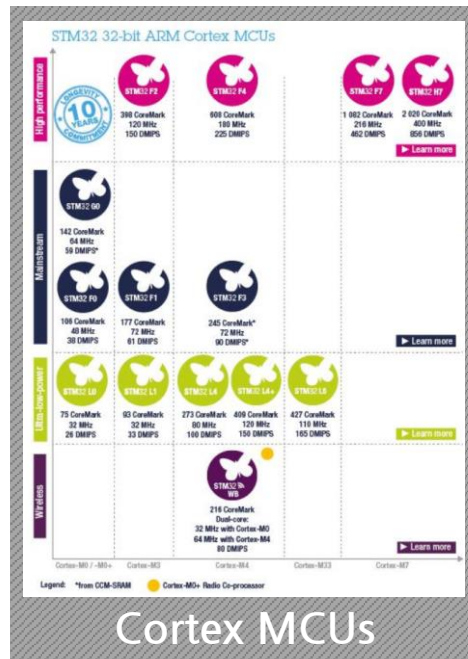 STM32 32-bit ARM Cortex MCUs
High performance
LONGEVITY
10
YEARS
COMMITMENT
STM32 F2
398 CoreMark
120 MHz
150 DMIPS
STM32 F4
608 CoreMark
180 MHz
225 DMIPS
STM32 F7
1 082 CoreMark
216 MHz
462 DMIPS
STM32 H7
2 020 CoreMark
400 MHz
856 DMIPS
Learn more
Mainstream
STM32 G0
142 CoreMark
64 MHz
59 DMIPS*
STM32 F0
106 CoreMark
48 MHz
38 DMIPS
STM32 F1
177 CoreMark
72 MHz
61 DMIPS
STM32 F3
245 CoreMark*
72 MHz
90 DMIPS*
Learn more
Ultra-low-power
STM32 L0
75 CoreMark
32 MHz
26 DMIPS
STM32 L1
93 CoreMark
32 MHz
33 DMIPS
STM32 L4
273 CoreMark
80 MHz
100 DMIPS
STM32 L4+
409 CoreMark
120 MHz
150 DMIPS
STM32 L5
427 CoreMark
110 MHz
165 DMIPS
Learn more
Wireless
STM32
WB
216 CoreMark
Dual-core:
32 MHz with Cortex-M0
64 MHz with Cortex-M4
80 DMIPS
Learn more
Cortex-M0 / -M0+ Cortex-M3 Cortex-M4 Cortex-M33 Cortex-M7
Legend: *from CCM-SRAM Cortex-M0+ Radio Co-processor
Cortex MCUs